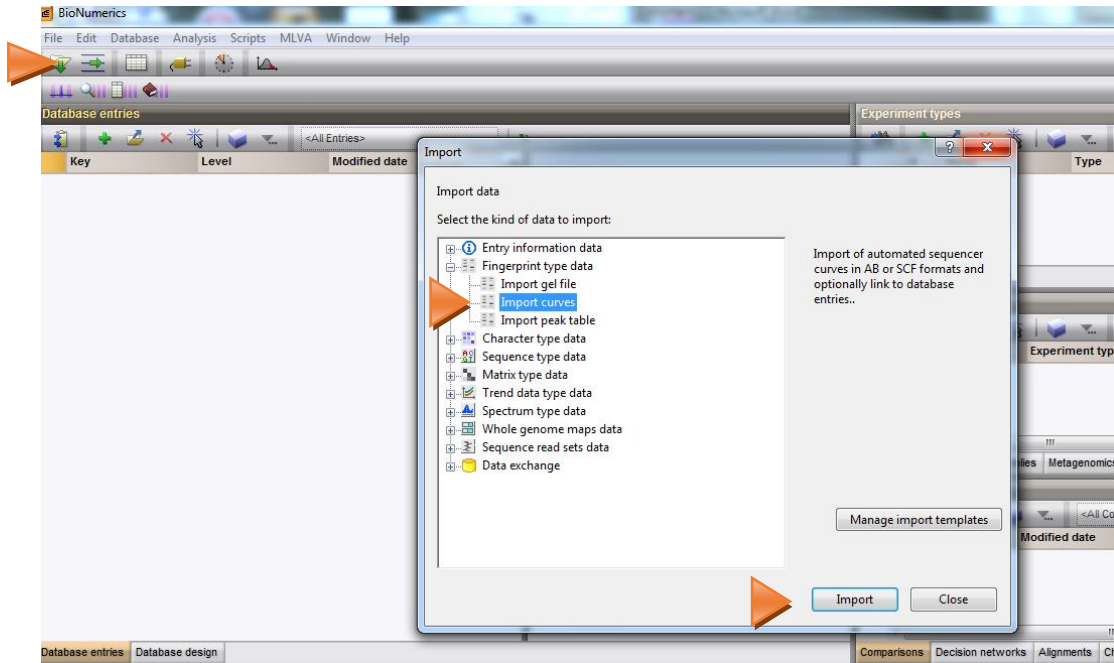 BioNumerics
File Edit Database Analysis Scripts MLVA Window Help
Database entries
Experiment types
<All Entries>
Key Level Modified date
Type
Import
Import data
Select the kind of data to import:
Entry information data
Fingerprint type data
Import gel file
Import curves
Import peak table
Character type data
Sequence type data
Matrix type data
Trend data type data
Spectrum type data
Whole genome maps data
Sequence read sets data
Data exchange
Import of automated sequencer
curves in AB or SCF formats and
optionally link to database
entries..
Manage import templates
Import Close
Experiment typ
lies Metagenomics
<All Co
Modified date
Database entries Database design
Comparisons Decision networks Alignments Ch